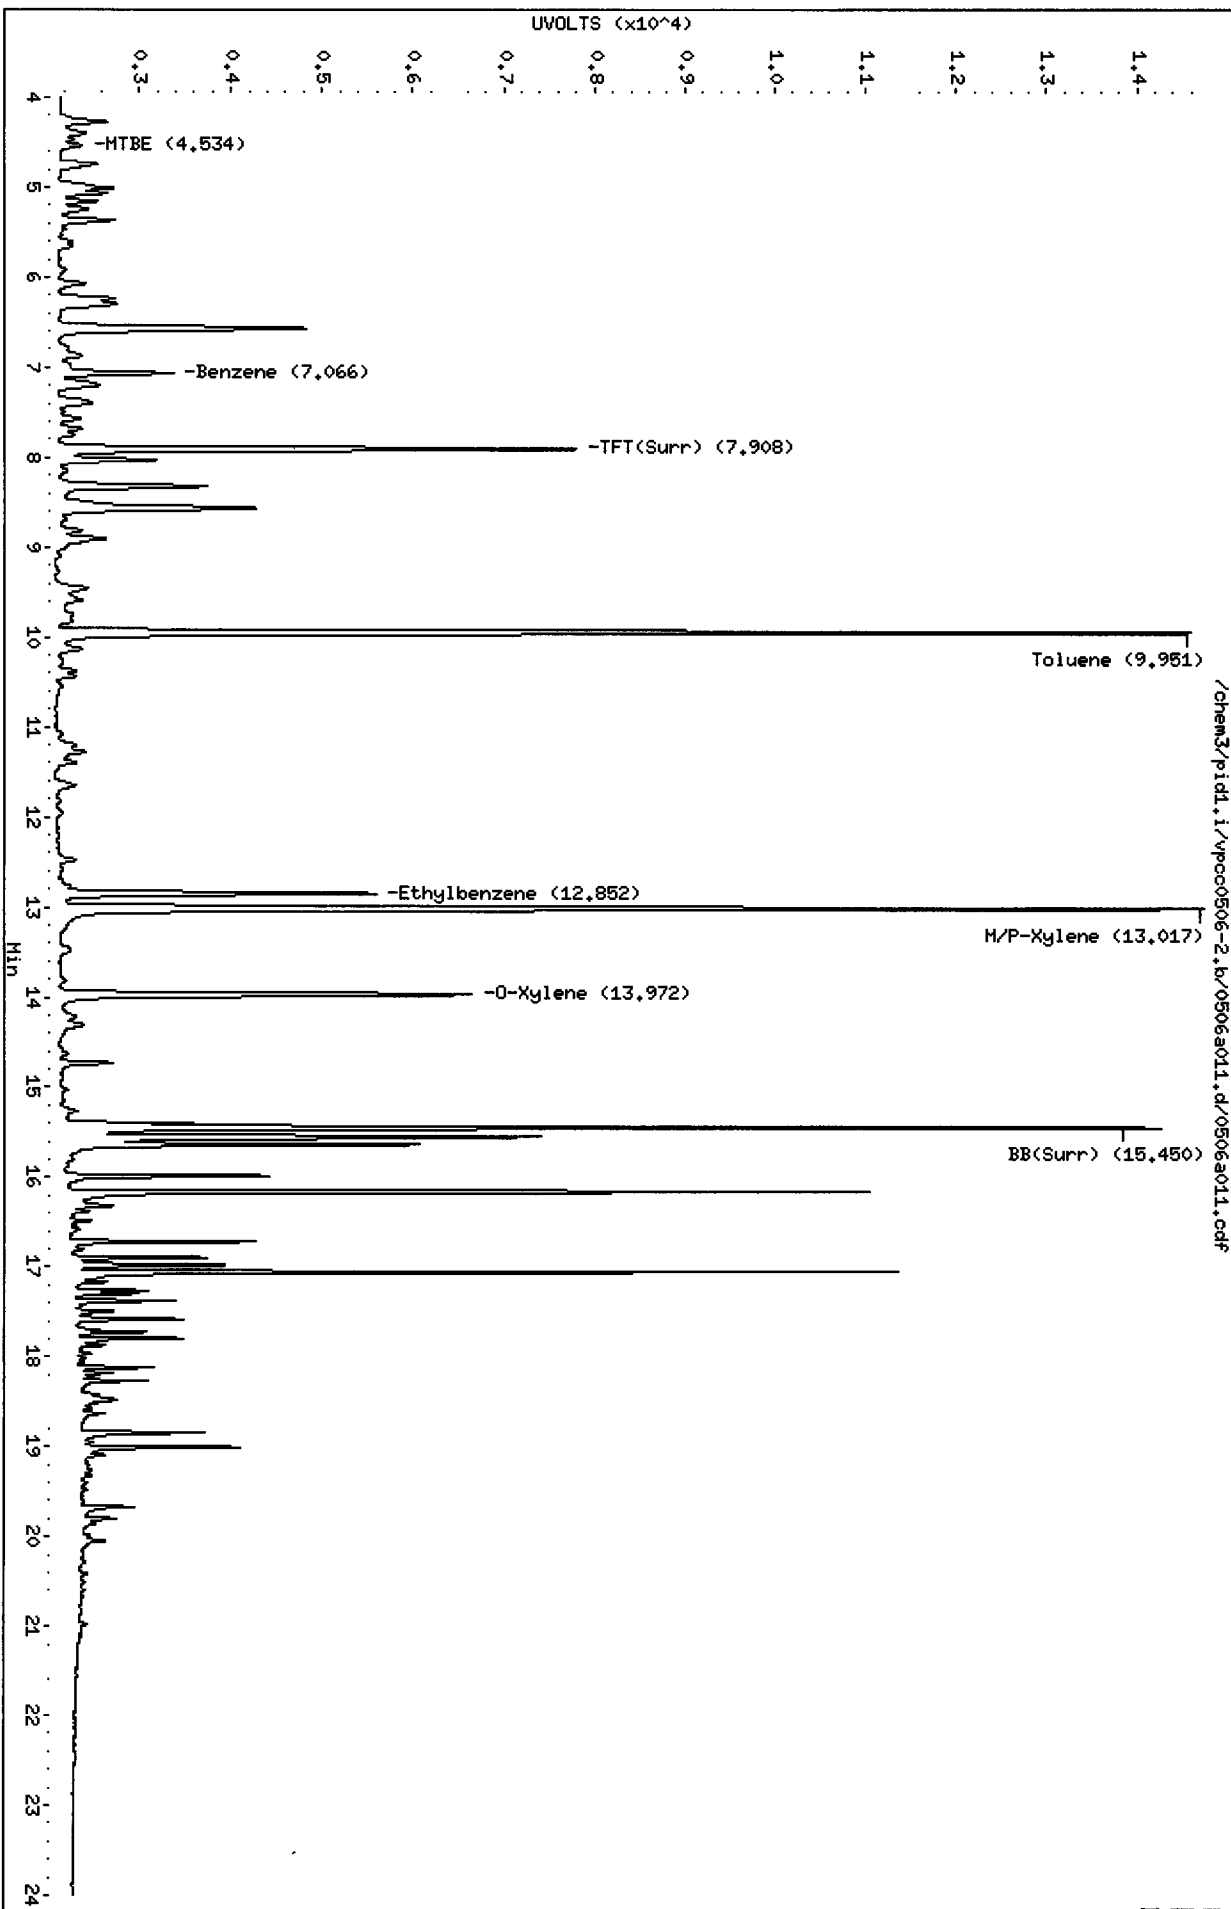 /chem3/pid1.i/vpcc0506-2.b/0506a011.d/0506a011.cdf
UVOLTS (x10^4)
1.4
1.3
1.2
1.1
1.0
0.9
0.8
0.7
0.6
0.5
0.4
0.3
-MTBE (4.534)
-Benzene (7.066)
-TFT(Surr) (7.908)
Toluene (9.951)
-Ethylbenzene (12.852)
M/P-Xylene (13.017)
-O-Xylene (13.972)
BB(Surr) (15.450)
4 5 6 7 8 9 10 11 12 13 14 15 16 17 18 19 20 21 22 23 24
Min